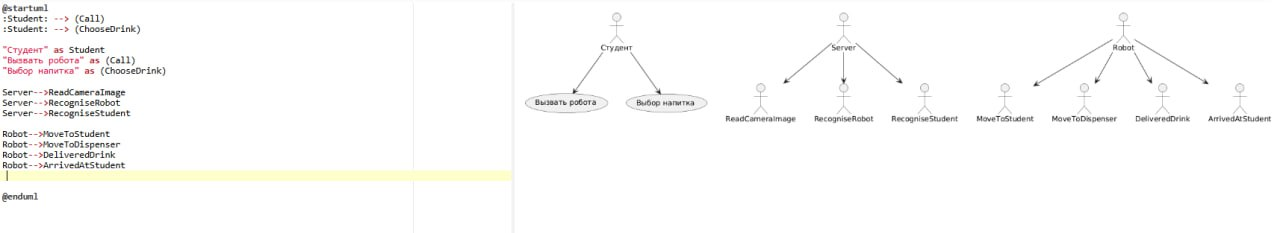 @startuml
:Student: --> (Call)
:Student: --> (ChooseDrink)
"Студент" as Student
"Вызвать робота" as (Call)
"Выбор напитка" as (ChooseDrink)
Server-->ReadCameraImage
Server-->RecogniseRobot
Server-->RecogniseStudent
Robot-->MoveToStudent
Robot-->MoveToDispenser
Robot-->DeliveredDrink
Robot-->ArrivedAtStudent
@enduml
Студент Server Robot
Вызвать робота Выбор напитка
ReadCameraImage RecogniseRobot RecogniseStudent MoveToStudent MoveToDispenser DeliveredDrink ArrivedAtStudent